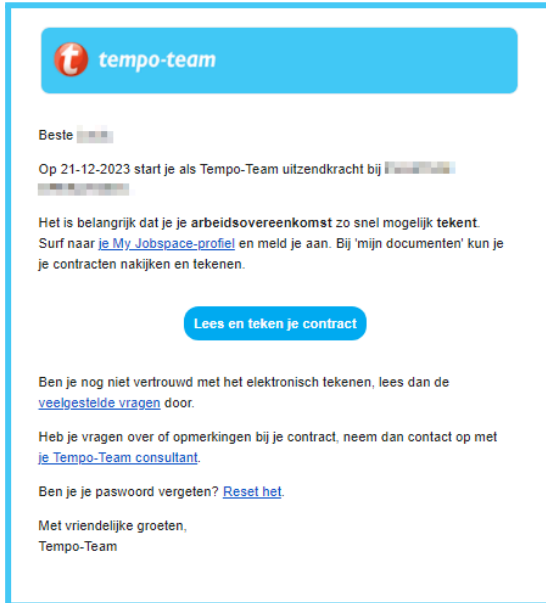 t tempo-team
Beste
Op 21-12-2023 start je als Tempo-Team uitzendkracht bij
Het is belangrijk dat je je arbeidsovereenkomst zo snel mogelijk tekent.
Surf naar je My Jobspace-profiel en meld je aan. Bij 'mijn documenten' kun je
je contracten nakijken en tekenen.
Lees en teken je contract
Ben je nog niet vertrouwd met het elektronisch tekenen, lees dan de
veelgestelde vragen door.
Heb je vragen over of opmerkingen bij je contract, neem dan contact op met
je Tempo-Team consultant.
Ben je je paswoord vergeten? Reset het.
Met vriendelijke groeten,
Tempo-Team